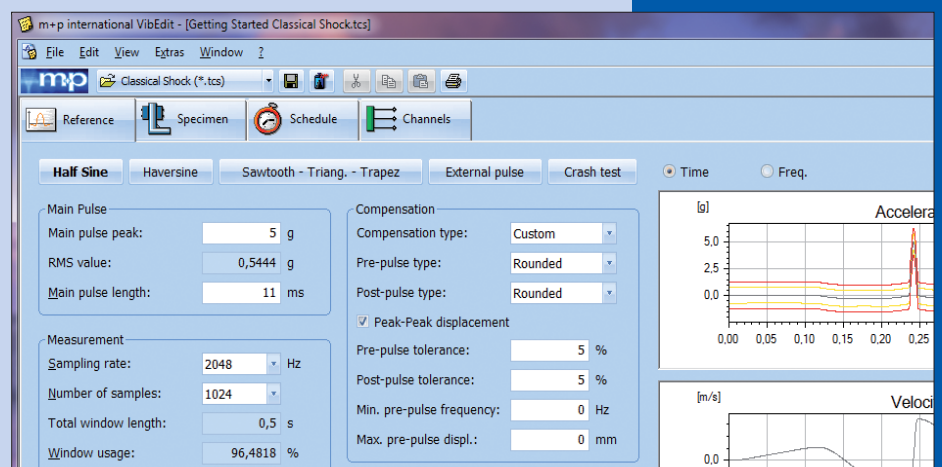 m+p international VibEdit - [Getting Started Classical Shock.tcs]
File Edit View Extras Window ?
m+p Classical Shock (*.tcs)
Reference Specimen Schedule Channels
Half Sine Haversine Sawtooth - Triang. - Trapez External pulse Crash test Time Freq.
Main Pulse
Main pulse peak: 5 g
RMS value: 0,5444 g
Main pulse length: 11 ms
Measurement
Sampling rate: 2048 Hz
Number of samples: 1024
Total window length: 0,5 s
Window usage: 96,4818 %
Compensation
Compensation type: Custom
Pre-pulse type: Rounded
Post-pulse type: Rounded
Peak-Peak displacement
Pre-pulse tolerance: 5 %
Post-pulse tolerance: 5 %
Min. pre-pulse frequency: 0 Hz
Max. pre-pulse displ.: 0 mm
[g] Accelera
5,0
2,5
0,0
0,00 0,05 0,10 0,15 0,20 0,25
[m/s] Veloci
0,0